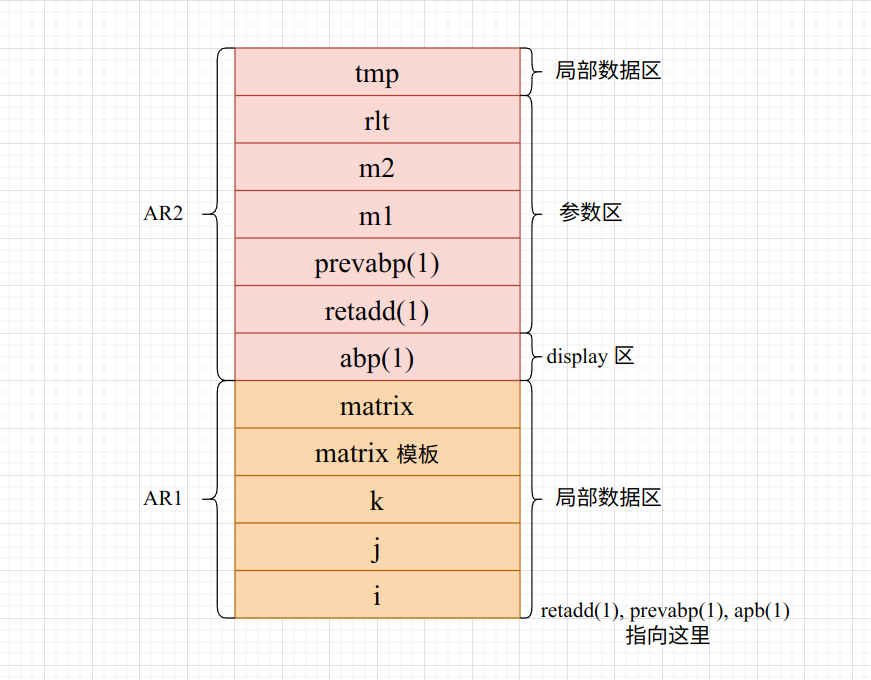 tmp
局部数据区
rlt
m2
AR2
m1
参数区
prevabp(1)
retadd(1)
abp(1)
display 区
matrix
matrix 模板
AR1
k
局部数据区
j
i
retadd(1), prevabp(1), apb(1)
指向这里